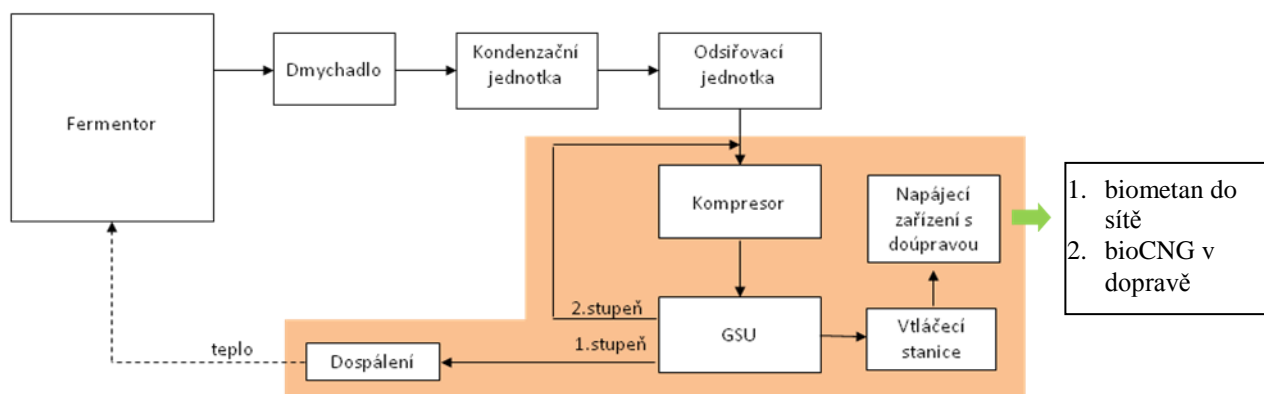 Fermentor
Dmychadlo
Kondenzační
jednotka
Odsiřovací
jednotka
Kompresor
Napájecí
zařízení s
doúpravou
1. biometan do
sítě
2. bioCNG v
dopravě
2.stupeň
GSU
1.stupeň
Vtláčecí
stanice
teplo
Dospálení